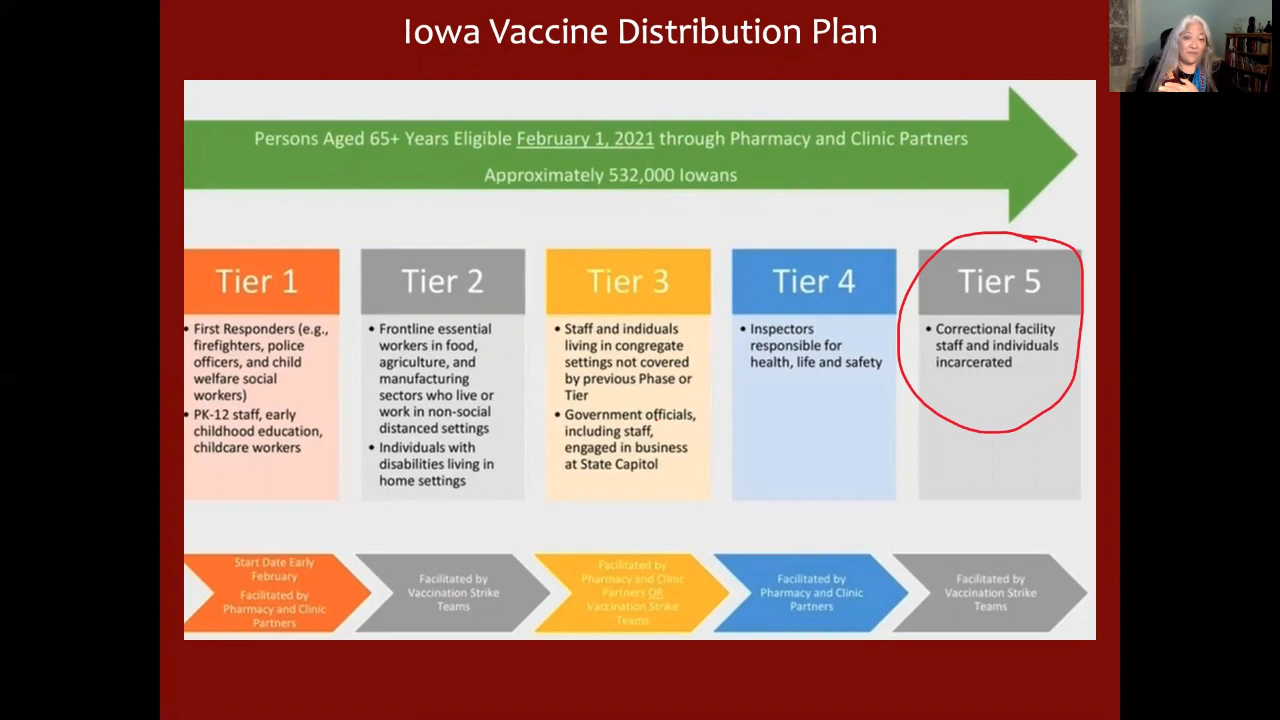 Iowa Vaccine Distribution Plan
Persons Aged 65+ Years Eligible February 1, 2021 through Pharmacy and Clinic Partners
Approximately 532,000 Iowans
Tier 1
• First Responders (e.g.,
firefighters, police
officers, and child
welfare social
workers)
• PK-12 staff, early
childhood education,
childcare workers
Tier 2
• Frontline essential
workers in food,
agriculture, and
manufacturing
sectors who live or
work in non-social
distanced settings
• Individuals with
disabilities living in
home settings
Tier 3
• Staff and indiduals
living in congregate
settings not covered
by previous Phase or
Tier
• Government officials,
including staff,
engaged in business
at State Capitol
Tier 4
• Inspectors
responsible for
health, life and safety
Tier 5
• Correctional facility
staff and individuals
incarcerated
Start Date Early
February
Facilitated by
Pharmacy and Clinic
Partners
Facilitated by
Vaccination Strike
Teams
Facilitated by
Pharmacy and Clinic
Partners OR
Vaccination Strike
Teams
Facilitated by
Pharmacy and Clinic
Partners
Facilitated by
Vaccination Strike
Teams